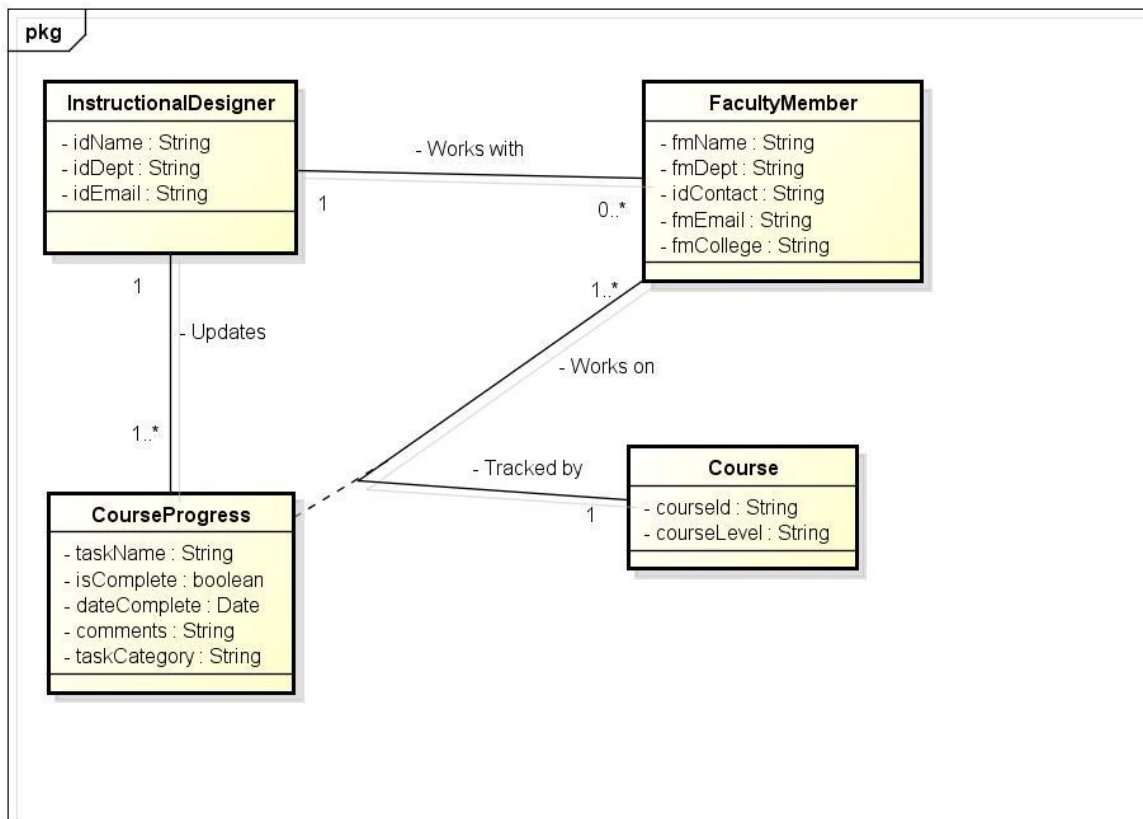 pkg
InstructionalDesigner
- idName : String
- idDept : String
- idEmail : String
FacultyMember
- fmName : String
- fmDept : String
- idContact : String
- fmEmail : String
- fmCollege : String
- Works with
1
0..*
1
- Updates
1..*
1..*
- Works on
- Tracked by
1
Course
- courseId : String
- courseLevel : String
CourseProgress
- taskName : String
- isComplete : boolean
- dateComplete : Date
- comments : String
- taskCategory : String